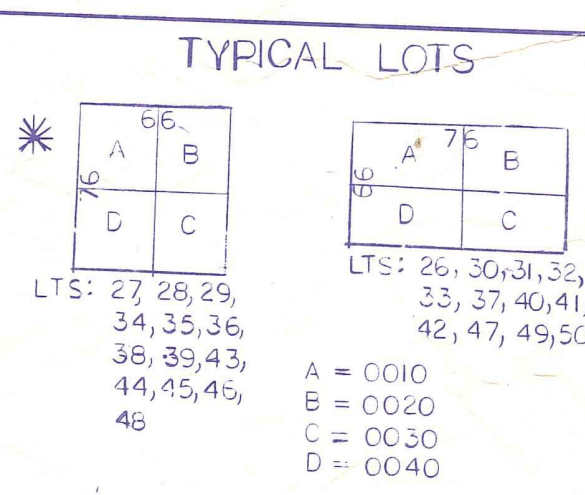 TYPICAL LOTS
66
A B
76
D C
LTS: 27, 28, 29,
34, 35, 36,
38, 39, 43,
44, 45, 46,
48
76
A B
66
D C
LTS: 26, 30, 31, 32,
33, 37, 40, 41,
42, 47, 49, 50
A = 0010
B = 0020
C = 0030
D = 0040